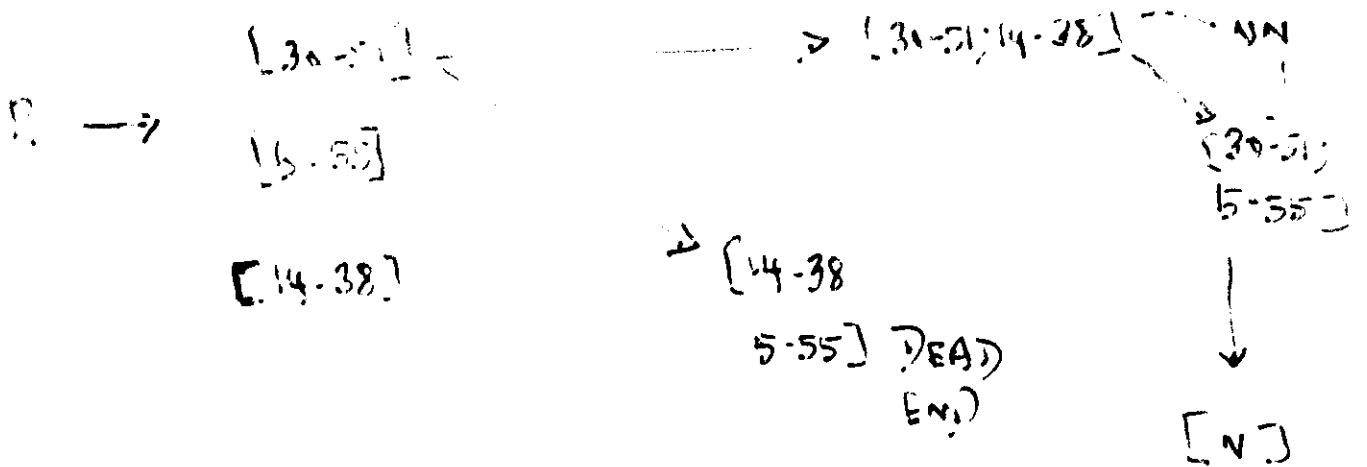 [30-51]
[30-51; 14-38]
NN
R
[5-55]
[30-51;
5-55]
[14-38]
[14-38
5-55] DEAD
END
[N]